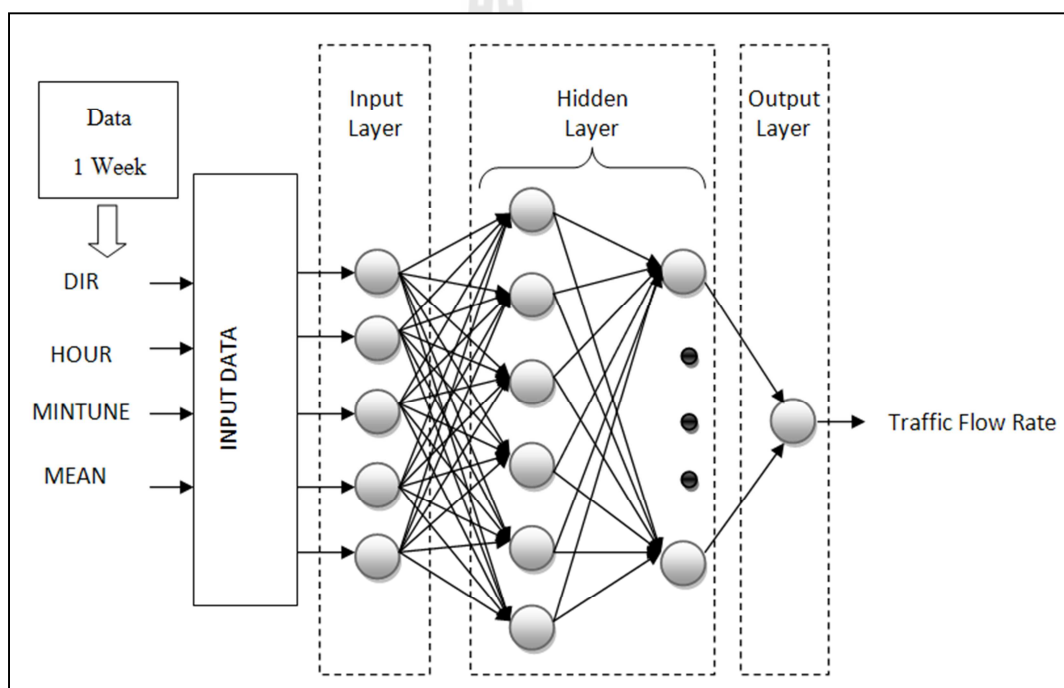 Data
1 Week
DIR
HOUR
MINTUNE
MEAN
INPUT DATA
Input
Layer
Hidden
Layer
Output
Layer
Traffic Flow Rate